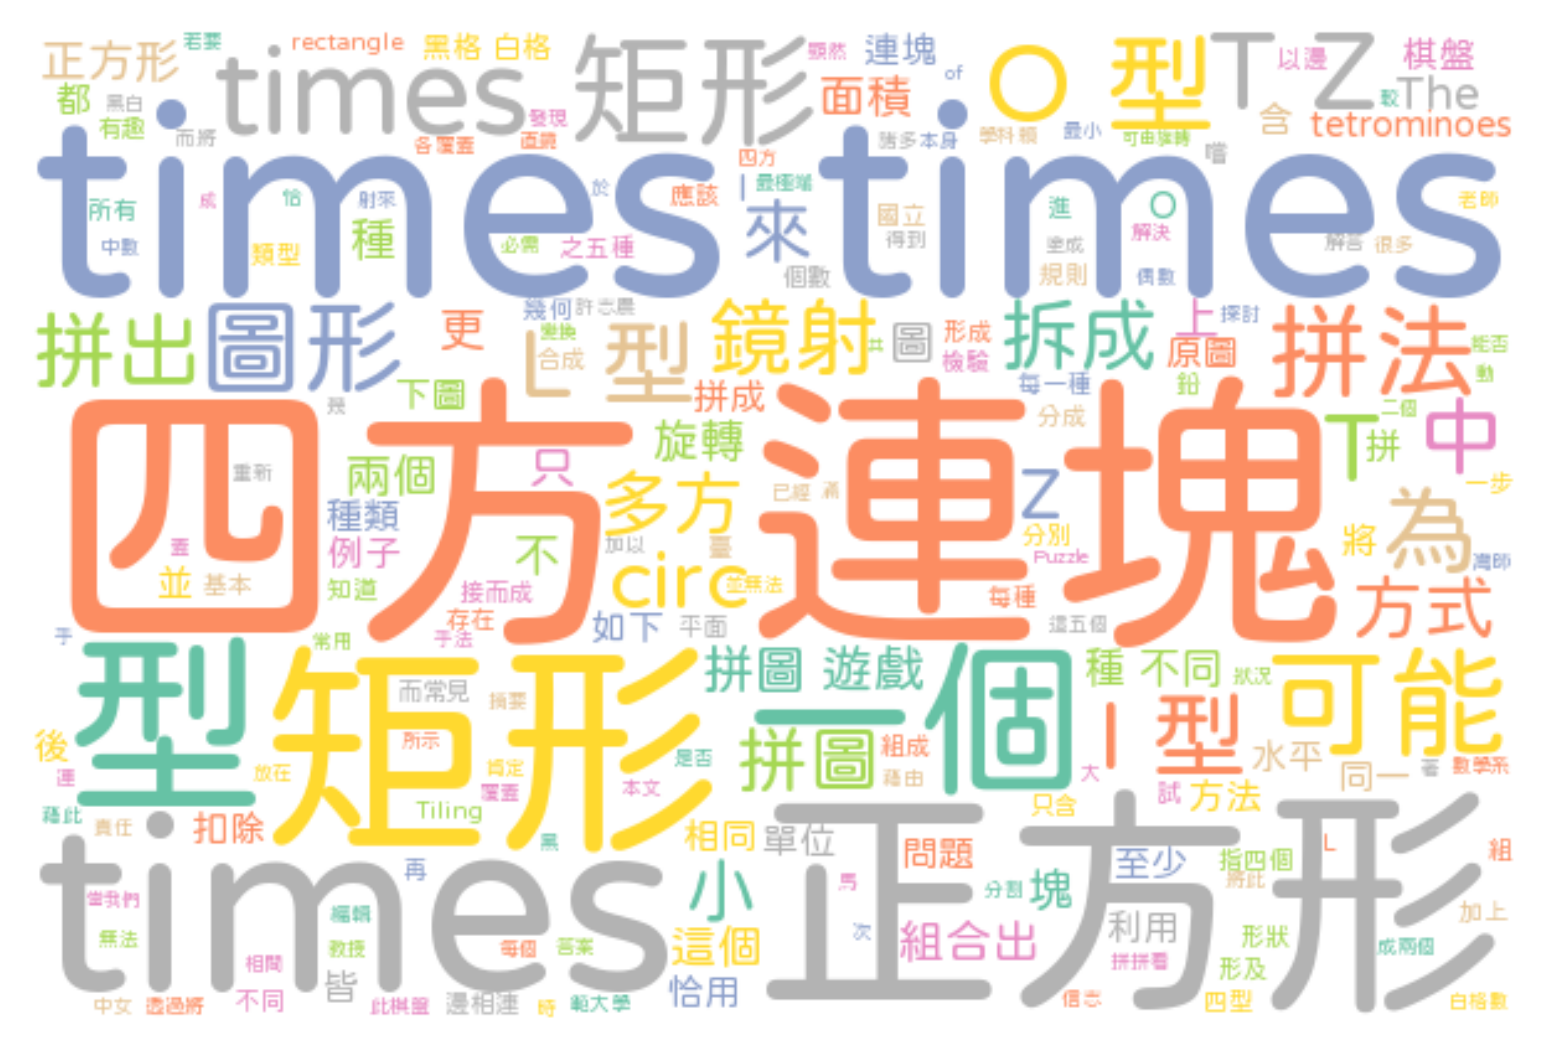 正方形 若要 rectangle 黑格 白格 times 矩形 顯然 連塊 of O 型 T Z 以邊 棋盤
都 黑白 有趣 而將 發現 面積 較 The 含 tetrominoes
各覆蓋 直鋪 四方 諸多 本身 學科 類 最小 可由旋轉 嚐
times times
所有 成 恰 射來 於 I 最極端 應該 國立 進 O 老師
中數 類型 種 必需 之五種 來 得到 塗成 解決 解答 很多
個數 規則 偶數
拼出 圖形 更 幾何 許志農 L 型 變換 合成 鏡射 共 圖 形成 檢驗 拆成 上 探討 原圖 拼法 能否 動
幾 下圖 拼成 每一種 鉛 分成 二個
四方連塊
重新 兩個 只 旋轉 T 拼 中
種類 多方 已經 滿 Z 一步
蓋 例子 不 加以 臺 分別 將 為
並 基本 知道 接而成 circ 並無法 Puzzle 灣師
存在 每種 方式
于 常用 手法 如下 平面 這五個
型 矩形 而常見 摘要 拼圖 遊戲 一個 種 不同 狀況 可能
後 所示 是否 拼圖 組成 I 型 水平
連 放在 肯定 覆蓋 本文 藉由 大 同一 著 數學系
藉此 責任 扣除 Tiling 黑 相同 單位 只含 試 方法
times 正方形
再 小 問題 至少 指四個 將此 L 組
當我們 編輯 馬 分割 塊 加上
無法 教授 每個 答案 這個 次 組合出 利用 形狀 成兩個
相間 皆 拼拼看 形及
中女 透過將 不同 此棋盤 邊相連 時 範大學 恰用 信志 四型 白格數